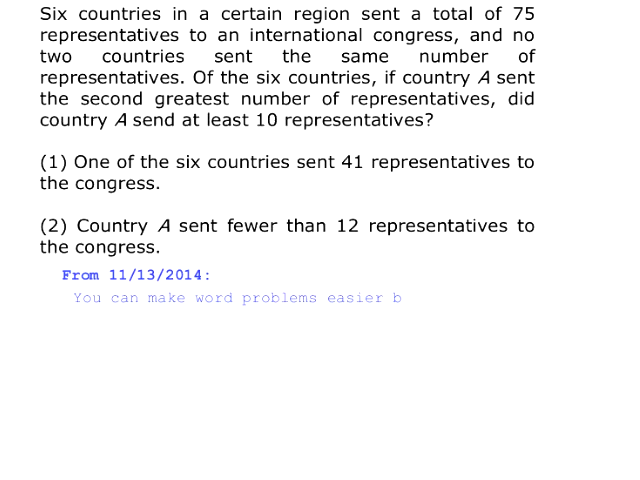 Six countries in a certain region sent a total of 75
representatives to an international congress, and no
two countries sent the same number of
representatives. Of the six countries, if country A sent
the second greatest number of representatives, did
country A send at least 10 representatives?
(1) One of the six countries sent 41 representatives to
the congress.
(2) Country A sent fewer than 12 representatives to
the congress.
From 11/13/2014:
You can make word problems easier b